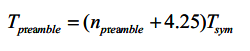 T_preamble = (n_preamble + 4.25)T_sym